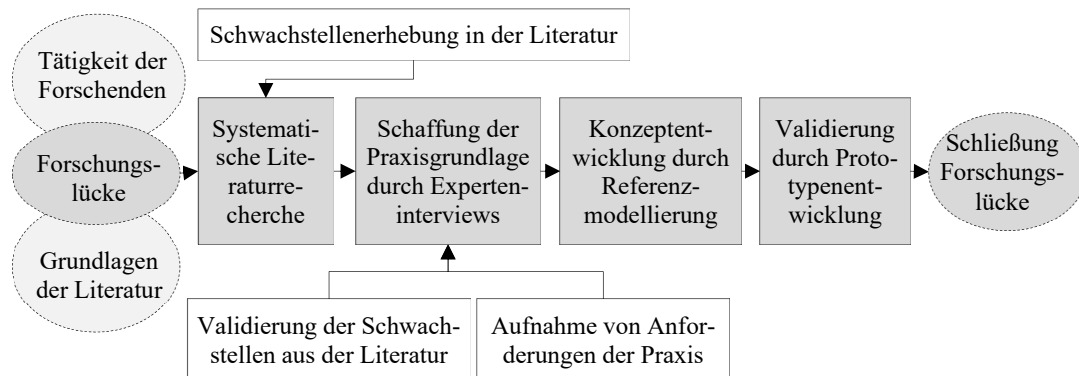 Schwachstellenerhebung in der Literatur
Tätigkeit der
Forschenden
Forschungs-
lücke
Grundlagen
der Literatur
Systemati-
sche Lite-
raturre-
cherche
Schaffung der
Praxisgrundlage
durch Experten-
interviews
Konzeptent-
wicklung durch
Referenz-
modellierung
Validierung
durch Proto-
typenent-
wicklung
Schließung
Forschungs-
lücke
Validierung der Schwach-
stellen aus der Literatur
Aufnahme von Anfor-
derungen der Praxis